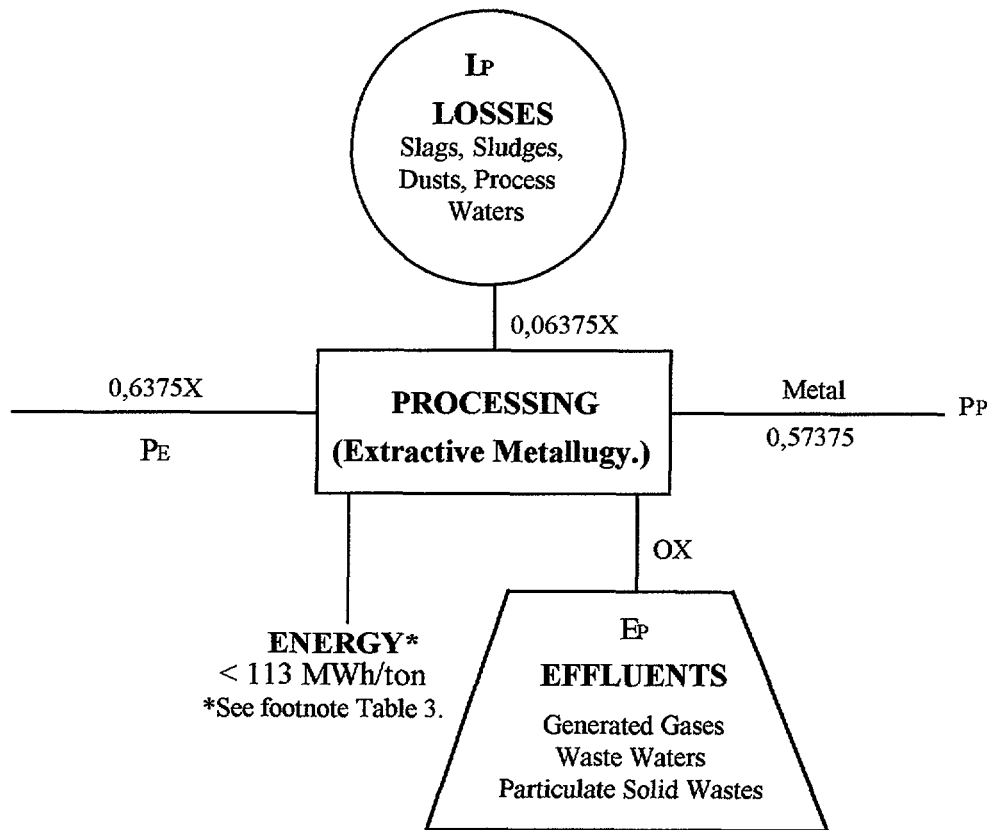 LP
LOSSES
Slags, Sludges,
Dusts, Process
Waters
0,06375X
0,6375X
PE
PROCESSING
(Extractive Metallugy.)
Metal
0,57375
PP
OX
ENERGY*
< 113 MWh/ton
*See footnote Table 3.
EP
EFFLUENTS
Generated Gases
Waste Waters
Particulate Solid Wastes